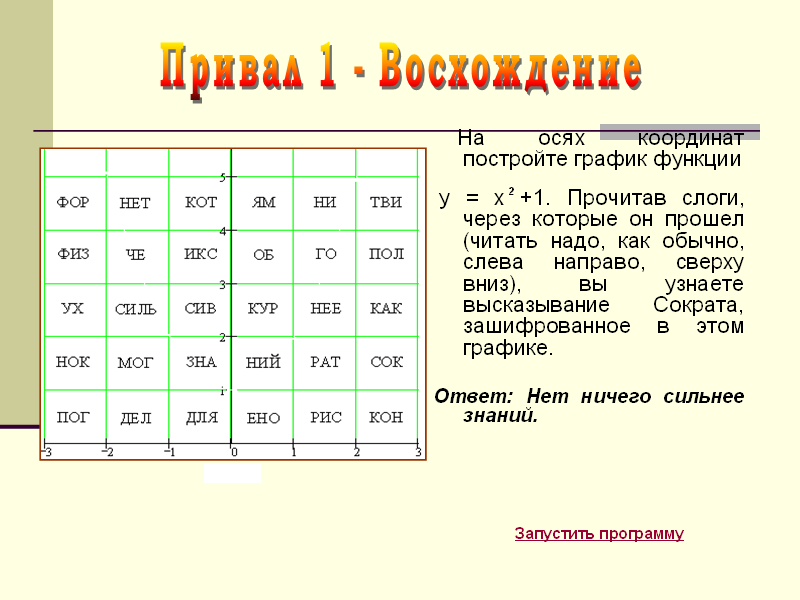 Привал 1 - Восхождение
На осях координат
постройте график функции
у = х² +1. Прочитав слоги,
через которые он прошел
(читать надо, как обычно,
слева направо, сверху
вниз), вы узнаете
высказывание Сократа,
зашифрованное в этом
графике.
Ответ: Нет ничего сильнее
знаний.
5
ФОР НЕТ КОТ ЯМ НИ ТВИ
4
ФИЗ ЧЕ ИКС ОБ ГО ПОЛ
3
УХ СИЛЬ СИВ КУР НЕЕ КАК
2
НОК МОГ ЗНА НИЙ РАТ СОК
1
ПОГ ДЕЛ ДЛЯ ЕНО РИС КОН
−3 −2 −1 0 1 2 3
Запустить программу